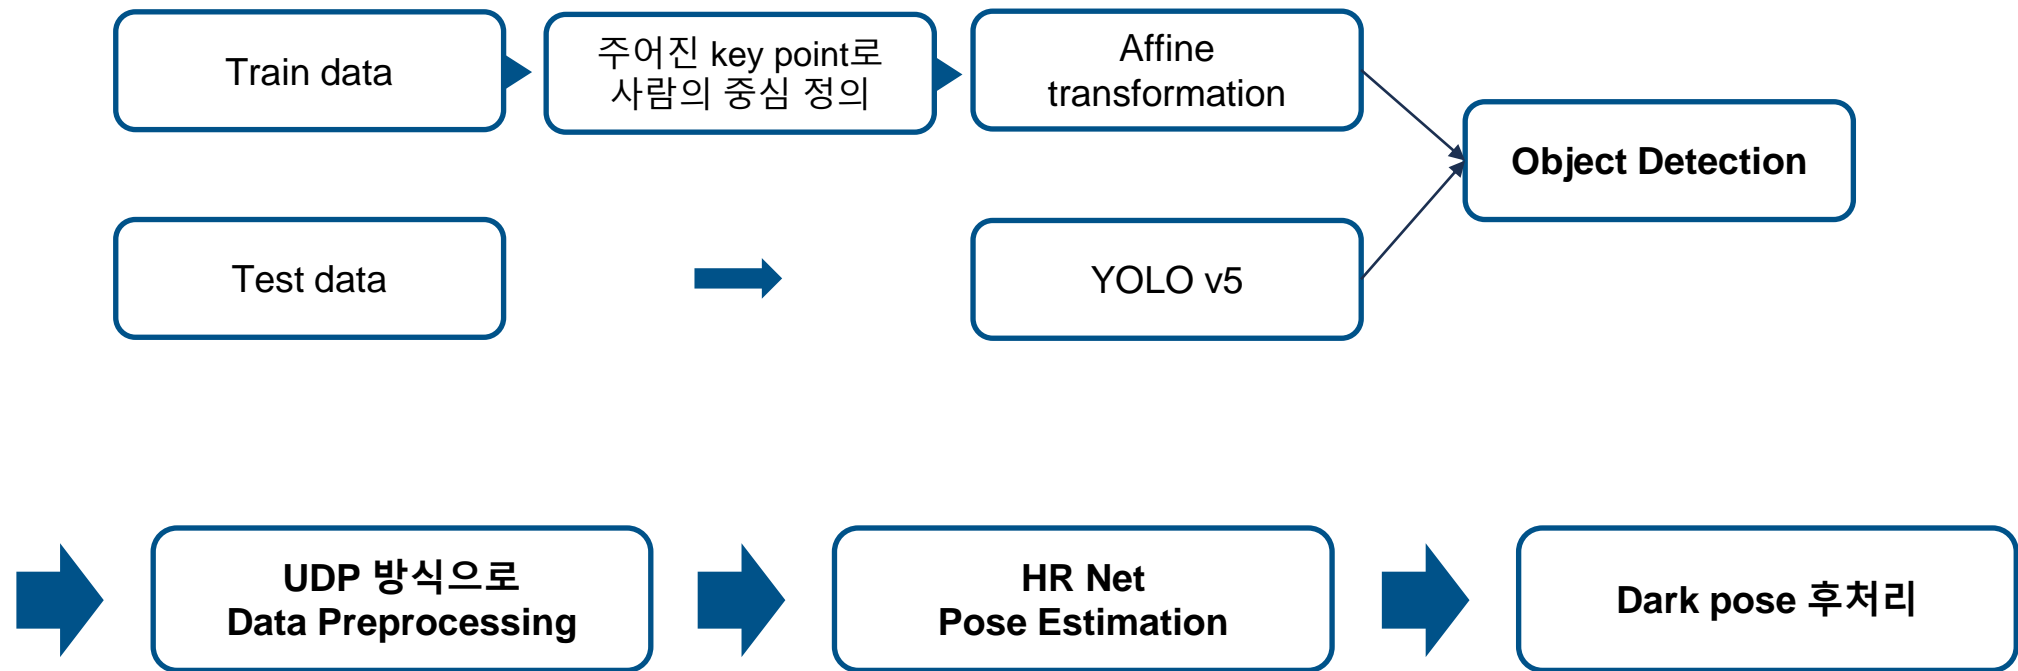 Train data
주어진 key point로
사람의 중심 정의
Affine
transformation
Object Detection
Test data
YOLO v5
UDP 방식으로
Data Preprocessing
HR Net
Pose Estimation
Dark pose 후처리